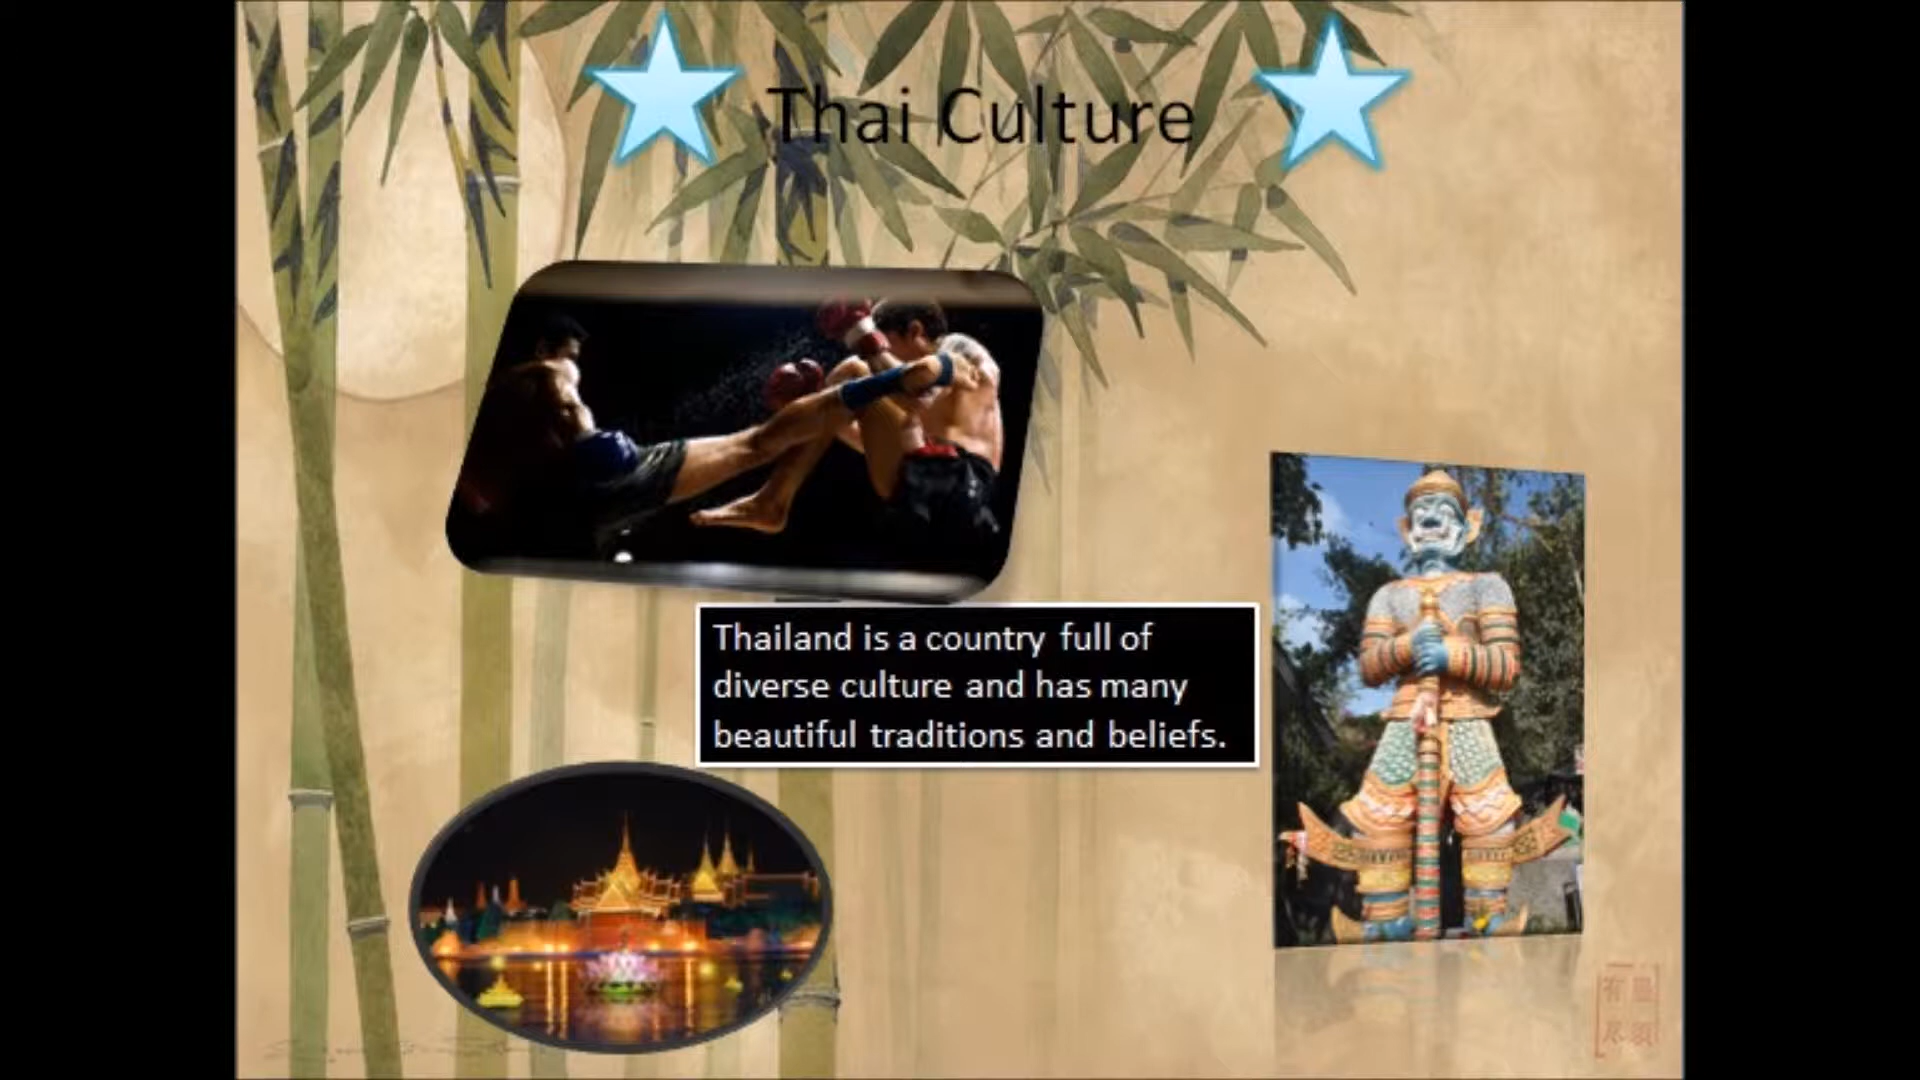 Thai Culture
Thailand is a country full of
diverse culture and has many
beautiful traditions and beliefs.